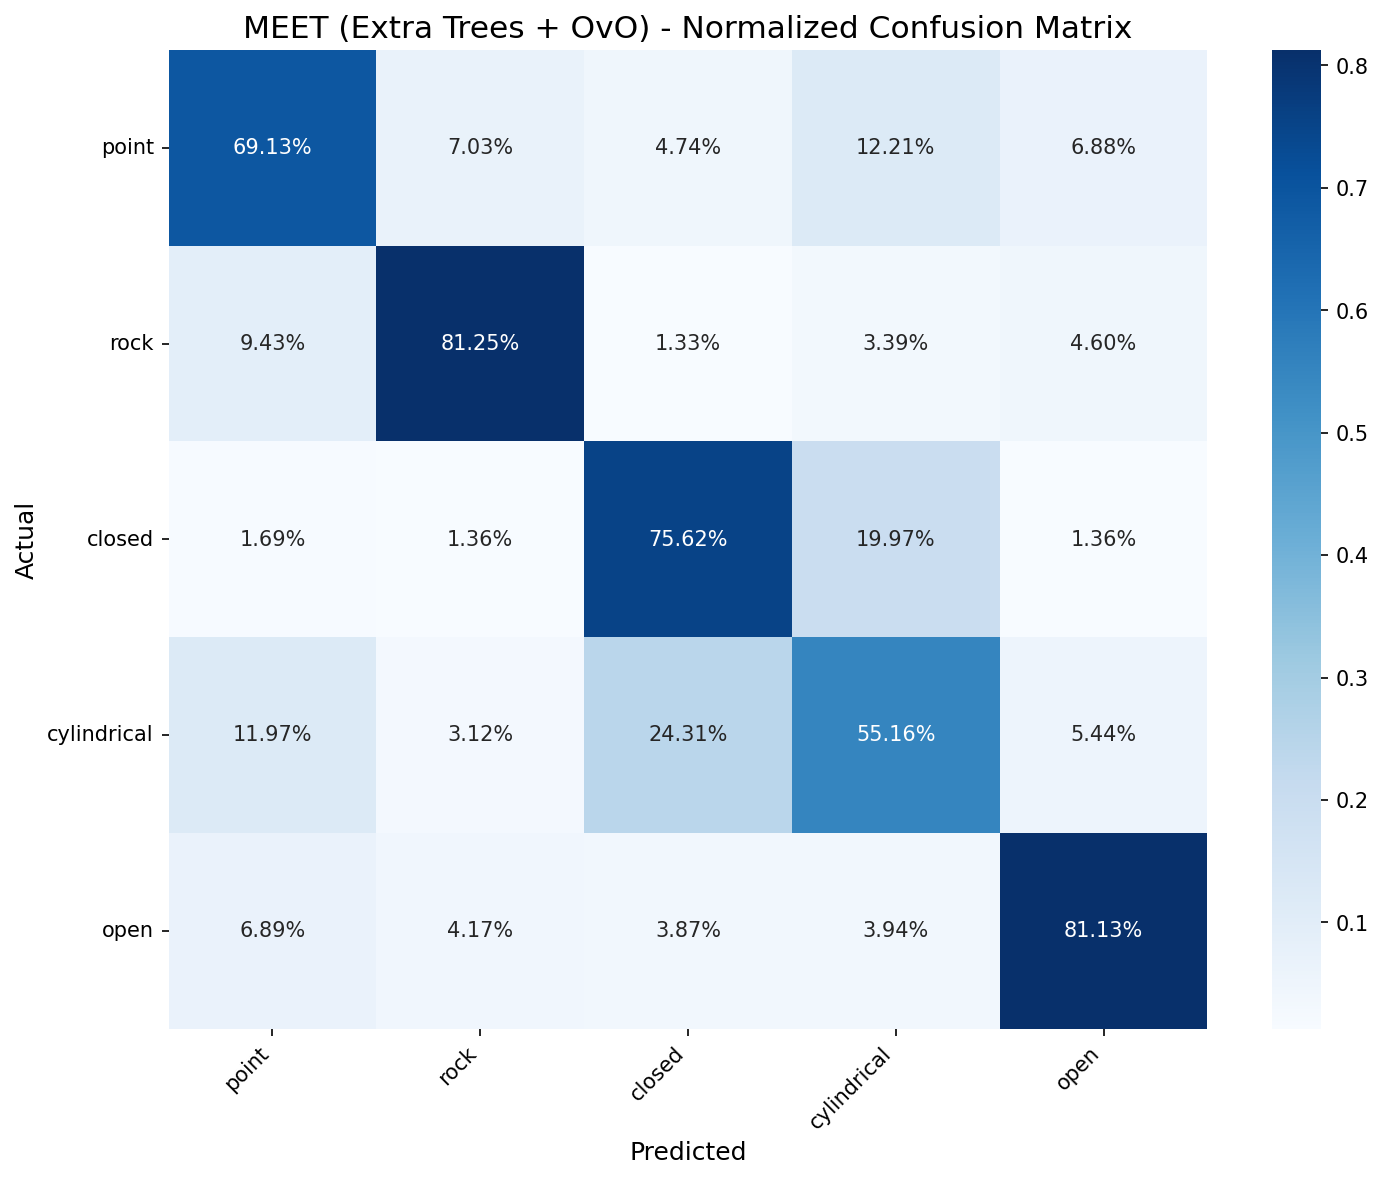 MEET (Extra Trees + OvO) - Normalized Confusion Matrix
point 69.13% 7.03% 4.74% 12.21% 6.88%
rock 9.43% 81.25% 1.33% 3.39% 4.60%
closed 1.69% 1.36% 75.62% 19.97% 1.36%
cylindrical 11.97% 3.12% 24.31% 55.16% 5.44%
open 6.89% 4.17% 3.87% 3.94% 81.13%
Actual
point rock closed cylindrical open
Predicted
0.8
0.7
0.6
0.5
0.4
0.3
0.2
0.1